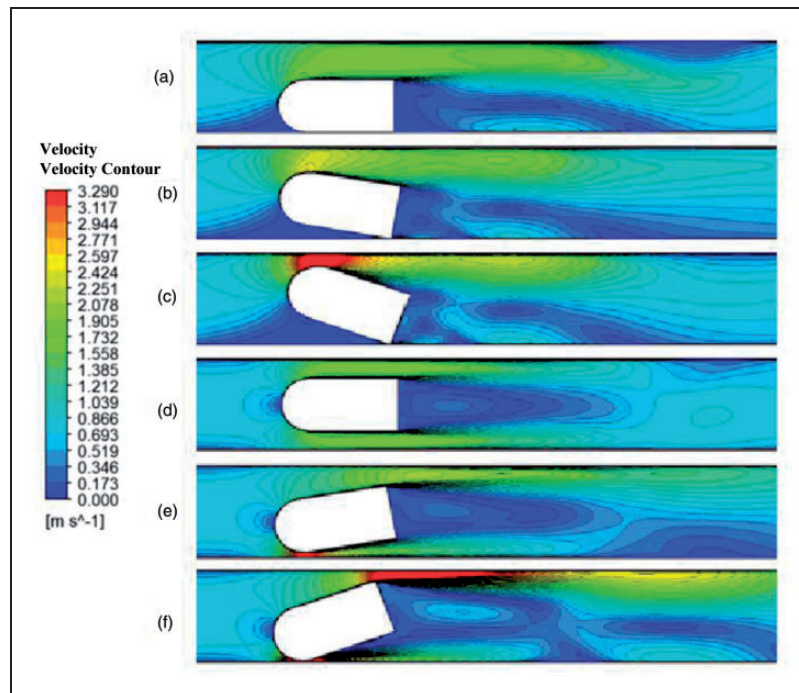 (a)
Velocity
Velocity Contour
3.290
3.117
2.944
2.771
2.597
2.424
2.251
2.078
1.905
1.732
1.558
1.385
1.212
1.039
0.866
0.693
0.519
0.346
0.173
0.000
[m s^-1]
(b)
(c)
(d)
(e)
(f)